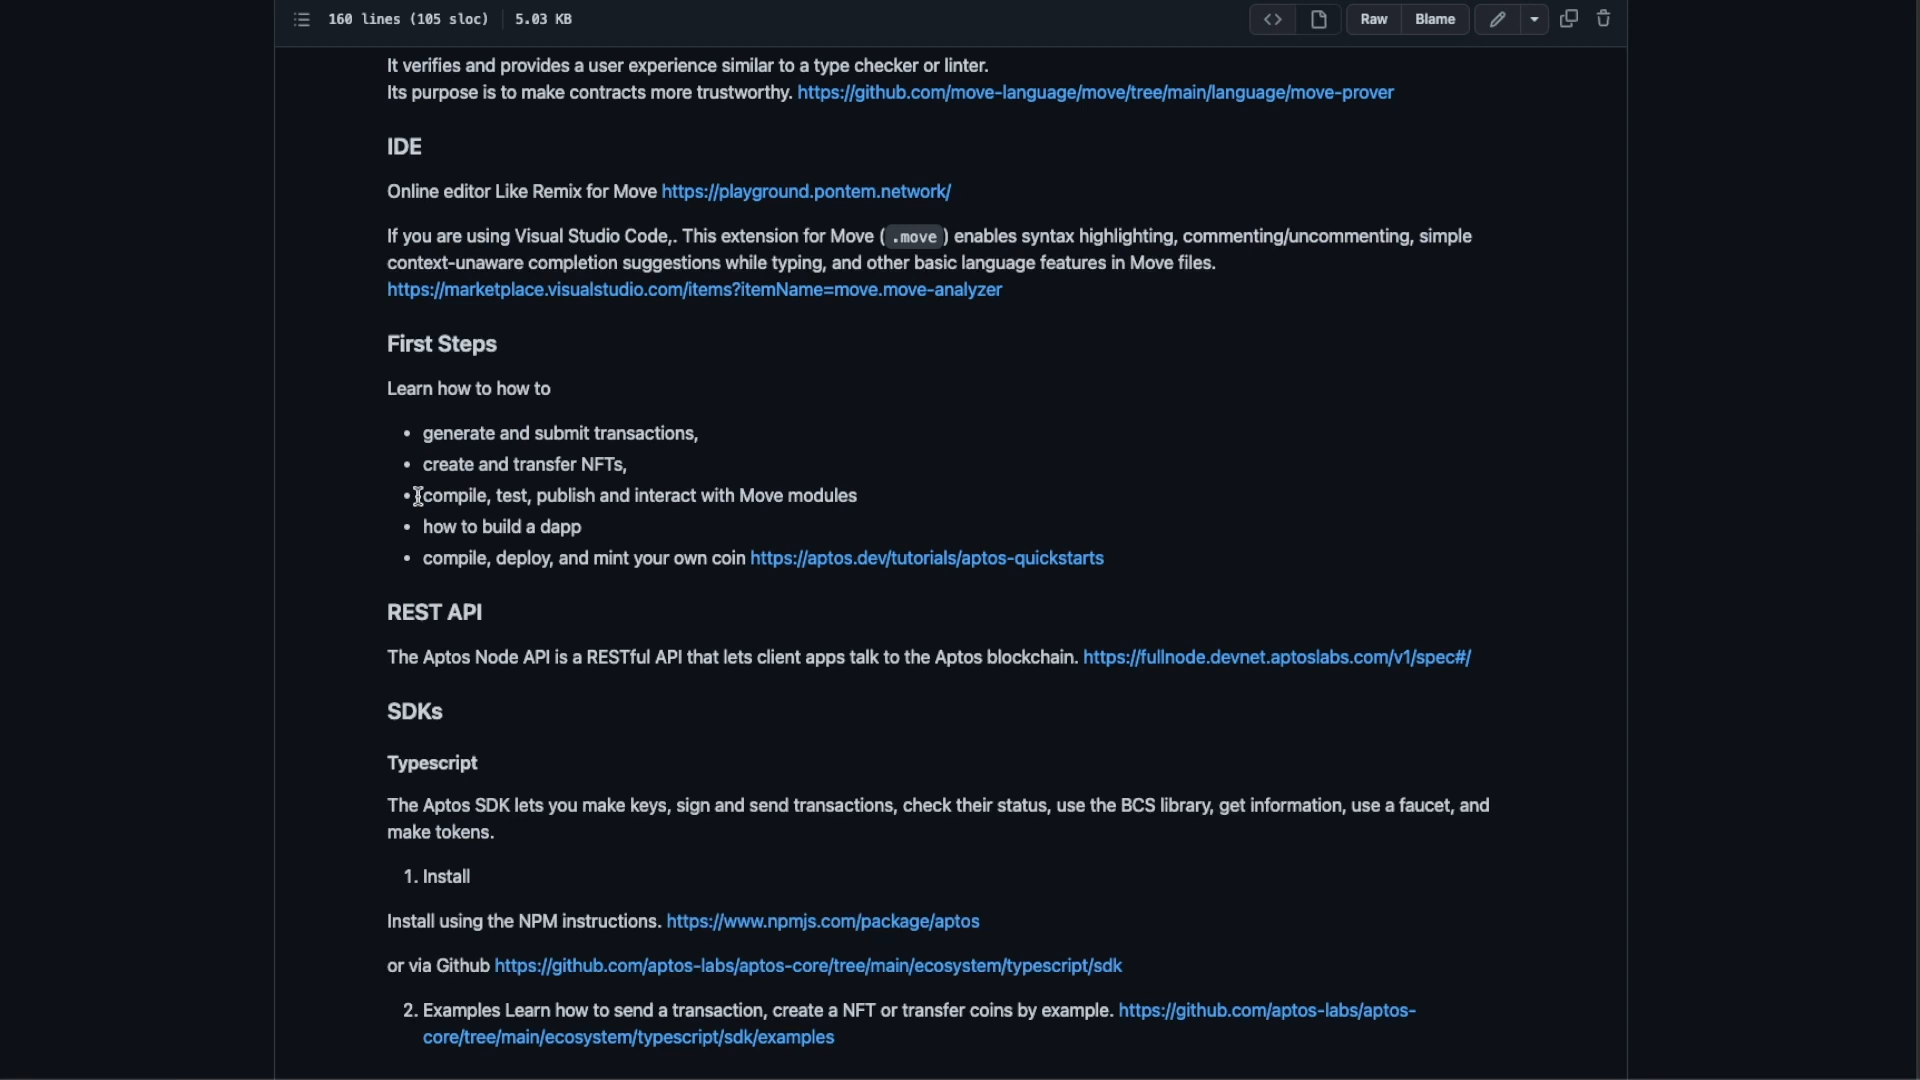 160 lines (105 sloc) 5.03 KB Raw Blame
It verifies and provides a user experience similar to a type checker or linter.
Its purpose is to make contracts more trustworthy. https://github.com/move-language/move/tree/main/language/move-prover
IDE
Online editor Like Remix for Move https://playground.pontem.network/
If you are using Visual Studio Code,. This extension for Move ( .move ) enables syntax highlighting, commenting/uncommenting, simple
context-unaware completion suggestions while typing, and other basic language features in Move files.
https://marketplace.visualstudio.com/items?itemName=move.move-analyzer
First Steps
Learn how to how to
• generate and submit transactions,
• create and transfer NFTs,
• compile, test, publish and interact with Move modules
• how to build a dapp
• compile, deploy, and mint your own coin https://aptos.dev/tutorials/aptos-quickstarts
REST API
The Aptos Node API is a RESTful API that lets client apps talk to the Aptos blockchain. https://fullnode.devnet.aptoslabs.com/v1/spec#/
SDKs
Typescript
The Aptos SDK lets you make keys, sign and send transactions, check their status, use the BCS library, get information, use a faucet, and
make tokens.
1. Install
Install using the NPM instructions. https://www.npmjs.com/package/aptos
or via Github https://github.com/aptos-labs/aptos-core/tree/main/ecosystem/typescript/sdk
2. Examples Learn how to send a transaction, create a NFT or transfer coins by example. https://github.com/aptos-labs/aptos-
core/tree/main/ecosystem/typescript/sdk/examples